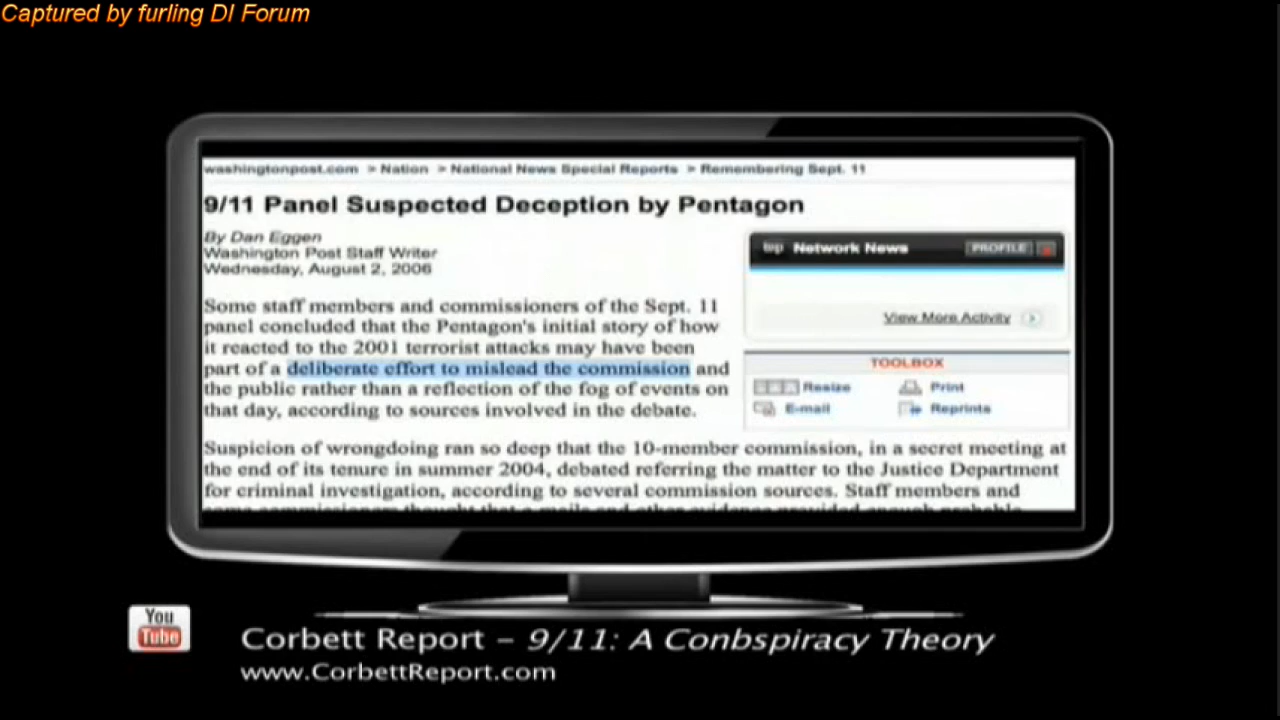 Captured by furling DI Forum
washingtonpost.com > Nation > National News Special Reports > Remembering Sept. 11
9/11 Panel Suspected Deception by Pentagon
By Dan Eggen
Washington Post Staff Writer
Wednesday, August 2, 2006
Some staff members and commissioners of the Sept. 11
panel concluded that the Pentagon's initial story of how
it reacted to the 2001 terrorist attacks may have been
part of a deliberate effort to mislead the commission and
the public rather than a reflection of the fog of events on
that day, according to sources involved in the debate.
Network News
PROFILE
View More Activity
TOOLBOX
Resize
Print
E-mail
Reprints
Suspicion of wrongdoing ran so deep that the 10-member commission, in a secret meeting at
the end of its tenure in summer 2004, debated referring the matter to the Justice Department
for criminal investigation, according to several commission sources. Staff members and
You
Tube
Corbett Report – 9/11: A Conbspiracy Theory
www.CorbettReport.com